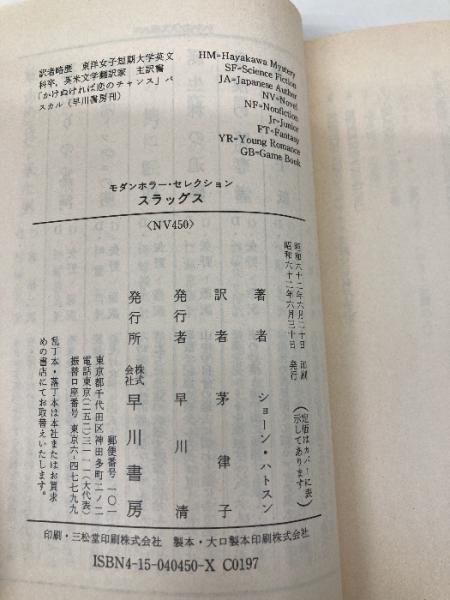 訳者略歴 東洋女子短期大学英文
科卒,英米文学翻訳家 主訳書
「かけぬければ恋のチャンス」パ
スカル(早川書房刊)
HM=Hayakawa Mystery
SF=Science Fiction
JA=Japanese Author
NV=Novel
NF=Nonfiction
Jr=Junior
FT=Fantasy
YR=Young Romance
GB=Game Book
モダンホラー・セレクション
スラッグス
〈NV450〉
昭和六十二年六月二十日 印刷
昭和六十二年六月三十日 発行
(定価はカバーに表示してあります)
著者 ショーン・ハトスン
訳者 茅律子
発行者 早川清
発行所 株式会社 早川書房
郵便番号 一〇一
東京都千代田区神田多町二ノ二
電話東京(二五二)三一一一(大代表)
振替口座番号 東京六-四七七九九
乱丁本・落丁本は本社またはお買求
めの書店にてお取替えいたします。
印刷・三松堂印刷株式会社 製本・大口製本印刷株式会社
ISBN4-15-040450-X C0197